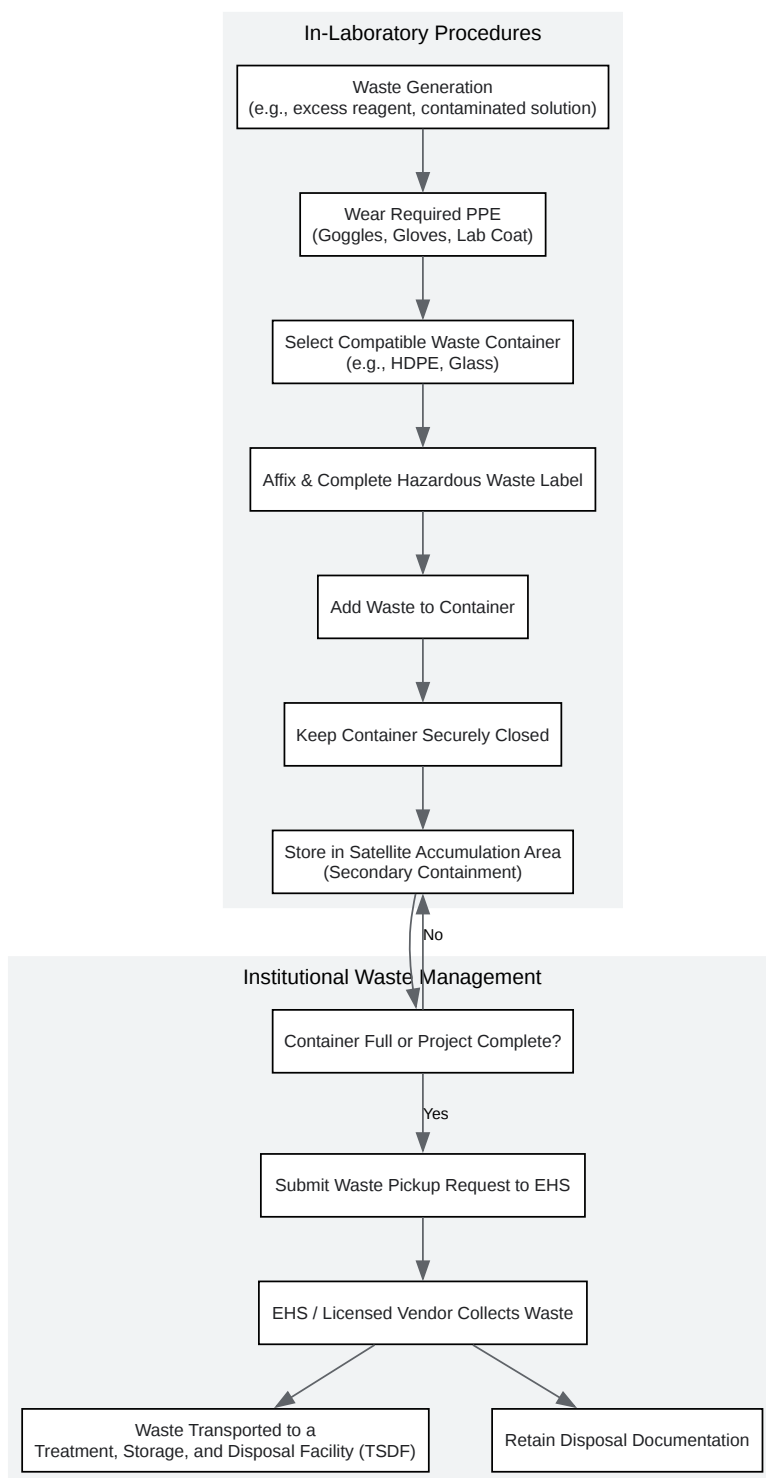 In-Laboratory Procedures
Waste Generation
(e.g., excess reagent, contaminated solution)
Wear Required PPE
(Goggles, Gloves, Lab Coat)
Select Compatible Waste Container
(e.g., HDPE, Glass)
Affix & Complete Hazardous Waste Label
Add Waste to Container
Keep Container Securely Closed
Store in Satellite Accumulation Area
(Secondary Containment)
No
Institutional Waste Management
Container Full or Project Complete?
Yes
Submit Waste Pickup Request to EHS
EHS / Licensed Vendor Collects Waste
Waste Transported to a
Treatment, Storage, and Disposal Facility (TSDF)
Retain Disposal Documentation